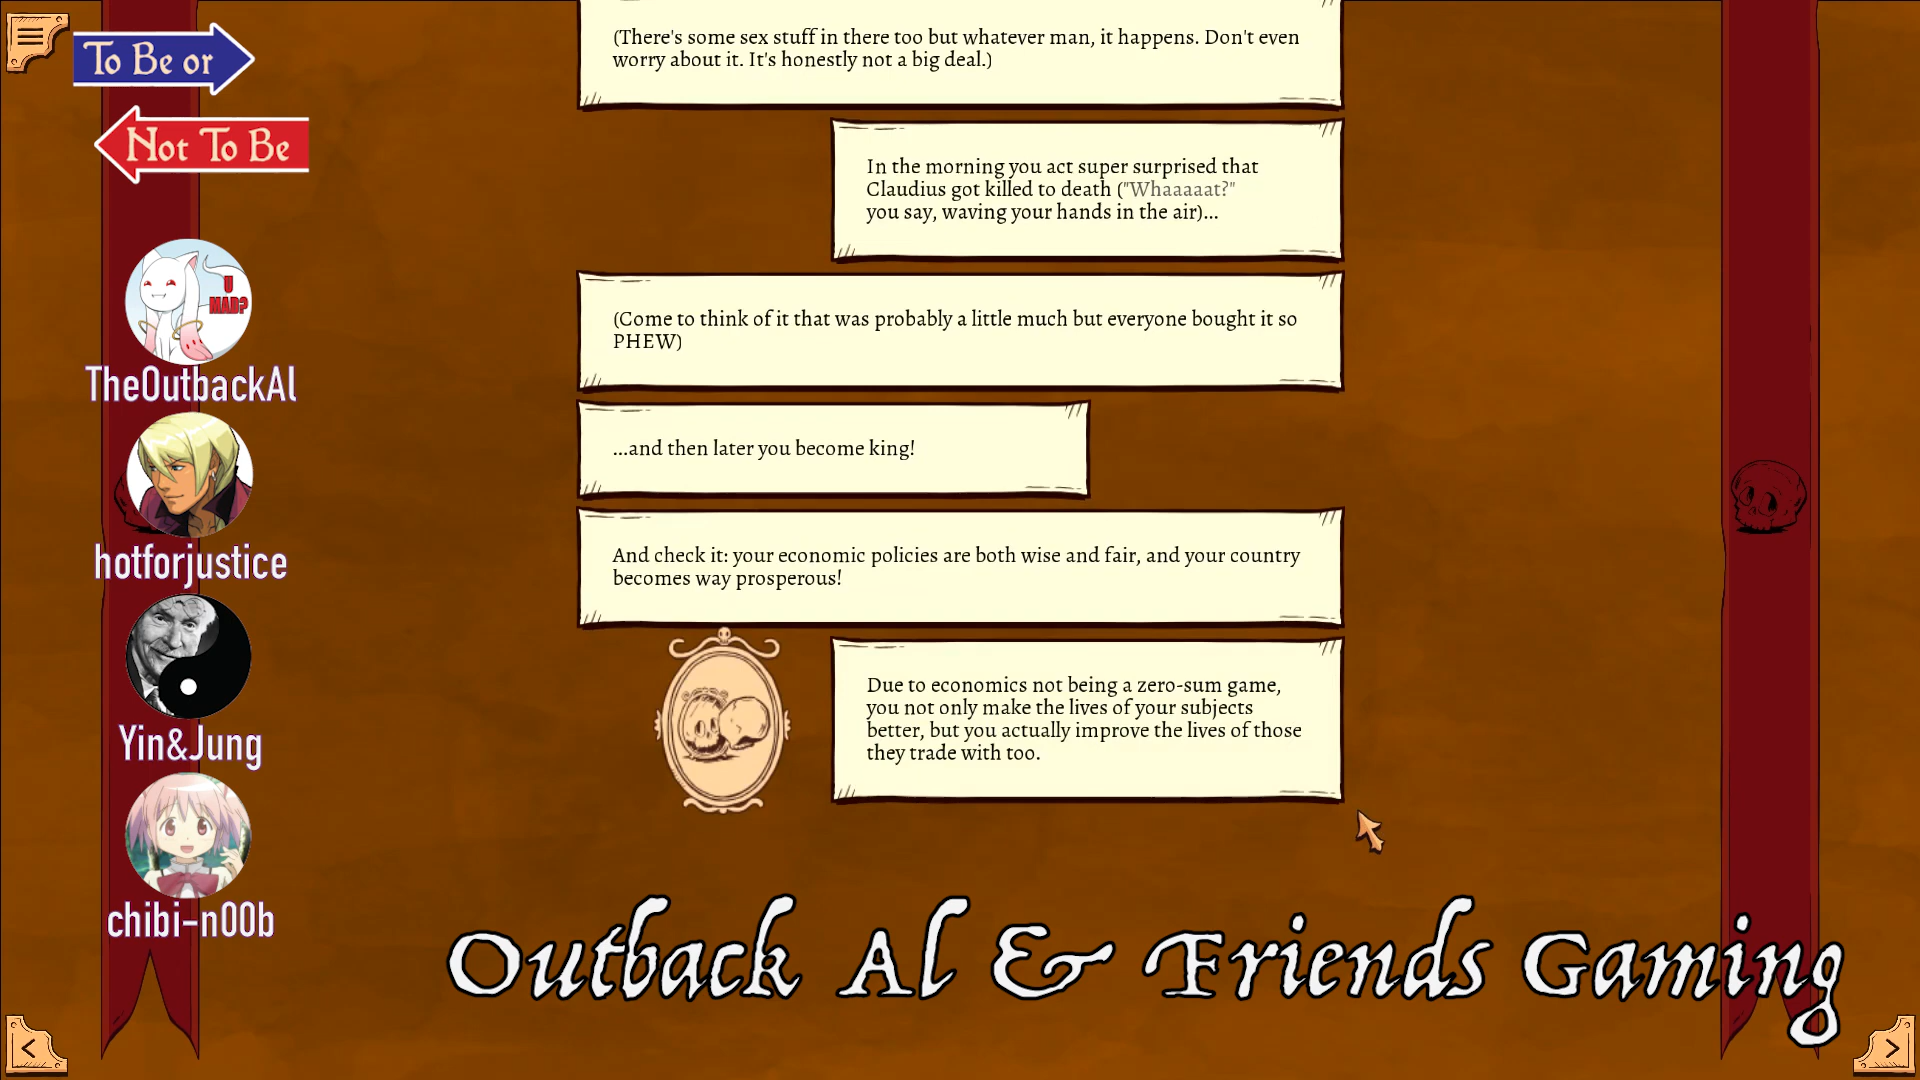 To Be or
Not To Be
U
MAD?
TheOutbackAl
hotforjustice
Yin&Jung
chibi-n00b
(There's some sex stuff in there too but whatever man, it happens. Don't even
worry about it. It's honestly not a big deal.)
In the morning you act super surprised that
Claudius got killed to death ("Whaaaaat?"
you say, waving your hands in the air)...
(Come to think of it that was probably a little much but everyone bought it so
PHEW)
...and then later you become king!
And check it: your economic policies are both wise and fair, and your country
becomes way prosperous!
Due to economics not being a zero-sum game,
you not only make the lives of your subjects
better, but you actually improve the lives of those
they trade with too.
Outback Al & Friends Gaming